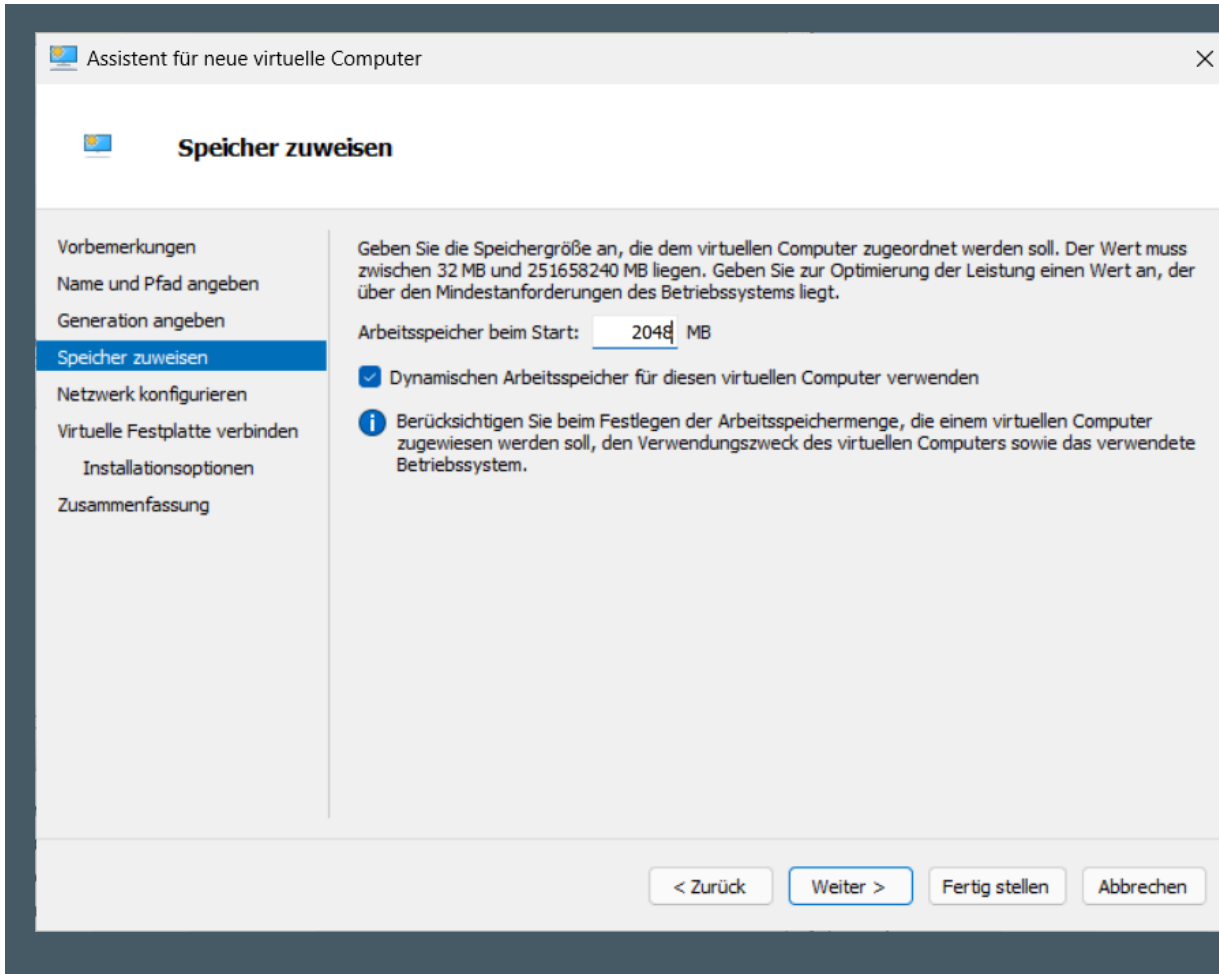 Assistent für neue virtuelle Computer
Speicher zuweisen
Vorbemerkungen
Name und Pfad angeben
Generation angeben
Speicher zuweisen
Netzwerk konfigurieren
Virtuelle Festplatte verbinden
Installationsoptionen
Zusammenfassung
Geben Sie die Speichergröße an, die dem virtuellen Computer zugeordnet werden soll. Der Wert muss
zwischen 32 MB und 251658240 MB liegen. Geben Sie zur Optimierung der Leistung einen Wert an, der
über den Mindestanforderungen des Betriebssystems liegt.
Arbeitsspeicher beim Start: 2048 MB
Dynamischen Arbeitsspeicher für diesen virtuellen Computer verwenden
Berücksichtigen Sie beim Festlegen der Arbeitsspeichermenge, die einem virtuellen Computer
zugewiesen werden soll, den Verwendungszweck des virtuellen Computers sowie das verwendete
Betriebssystem.
< Zurück
Weiter >
Fertig stellen
Abbrechen